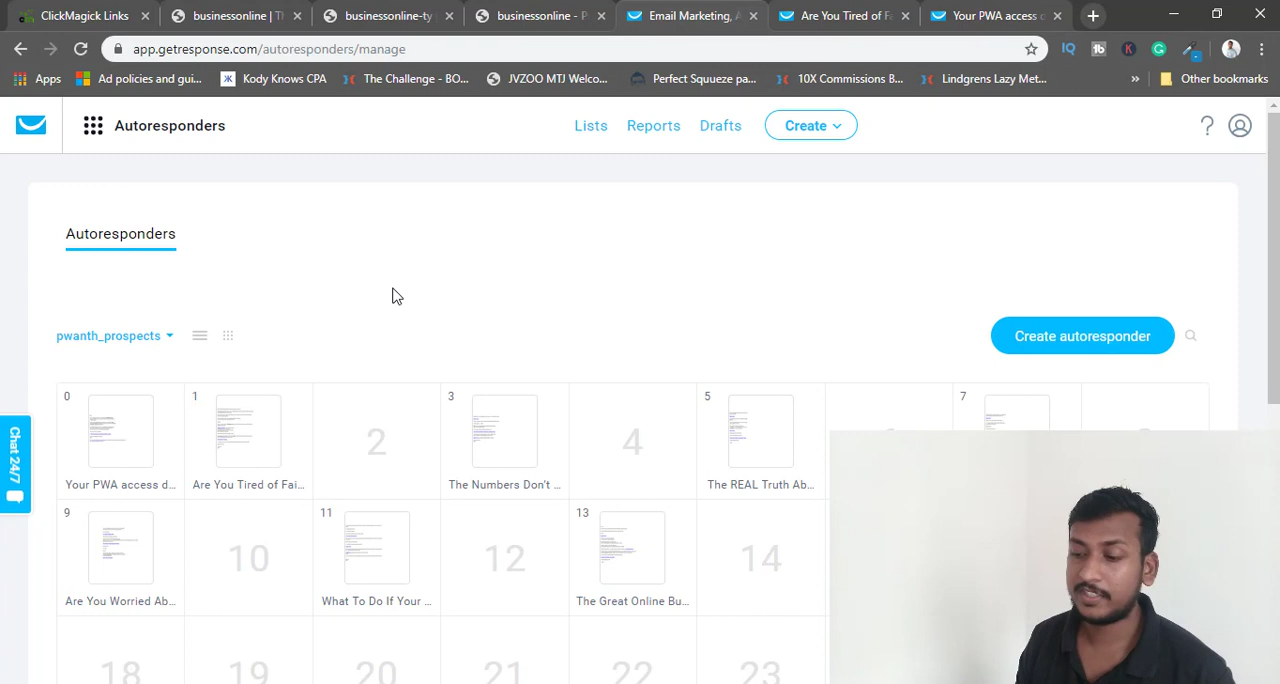 ClickMagick Links
businessonline | T
businessonline-ty
businessonline - P
Email Marketing, A
Are You Tired of Fa
Your PWA access
app.getresponse.com/autoresponders/manage
Apps
Ad policies and gui...
Kody Knows CPA
The Challenge - BO...
JVZOO MTJ Welco...
Perfect Squueze pa...
10X Commissions B...
Lindgrens Lazy Met...
»
Other bookmarks
Autoresponders
Lists
Reports
Drafts
Create
Autoresponders
pwanth_prospects
Create autoresponder
0
1
2
3
4
5
7
Your PWA access d...
Are You Tired of Fai...
The Numbers Don't ...
The REAL Truth Ab...
9
10
11
12
13
14
Are You Worried Ab...
What To Do If Your ...
The Great Online Bu...
18
19
20
21
22
23
Chat 24/7